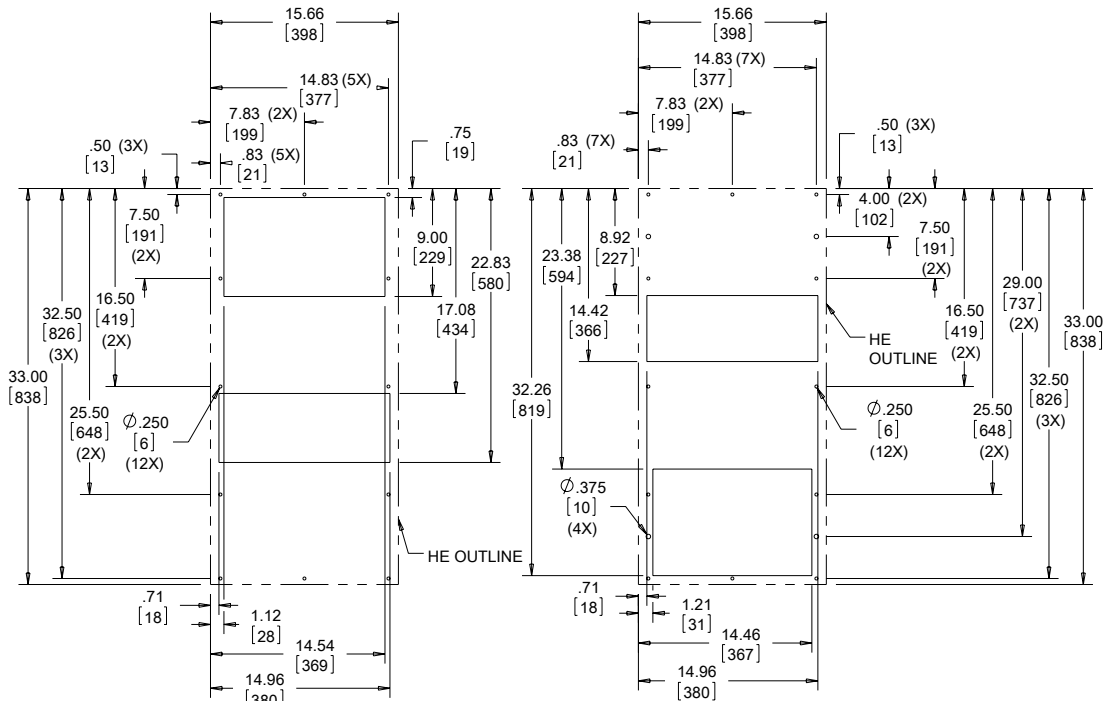 15.66
[398]
14.83 (5X)
[377]
7.83 (2X)
[199]
.50 (3X)
[13]
.83 (5X)
[21]
.75
[19]
7.50
[191]
(2X)
9.00
[229]
22.83
[580]
16.50
[419]
(2X)
17.08
[434]
32.50
[826]
(3X)
33.00
[838]
25.50
[648]
(2X)
Ø.250
[6]
(12X)
HE OUTLINE
.71
[18]
1.12
[28]
14.54
[369]
14.96
[380]
15.66
[398]
14.83 (7X)
[377]
7.83 (2X)
[199]
.83 (7X)
[21]
.50 (3X)
[13]
4.00 (2X)
[102]
7.50
[191]
(2X)
8.92
[227]
23.38
[594]
14.42
[366]
29.00
[737]
(2X)
16.50
[419]
(2X)
33.00
[838]
HE
OUTLINE
32.26
[819]
32.50
[826]
(3X)
25.50
[648]
(2X)
Ø.250
[6]
(12X)
Ø.375
[10]
(4X)
.71
[18]
1.21
[31]
14.46
[367]
14.96
[380]